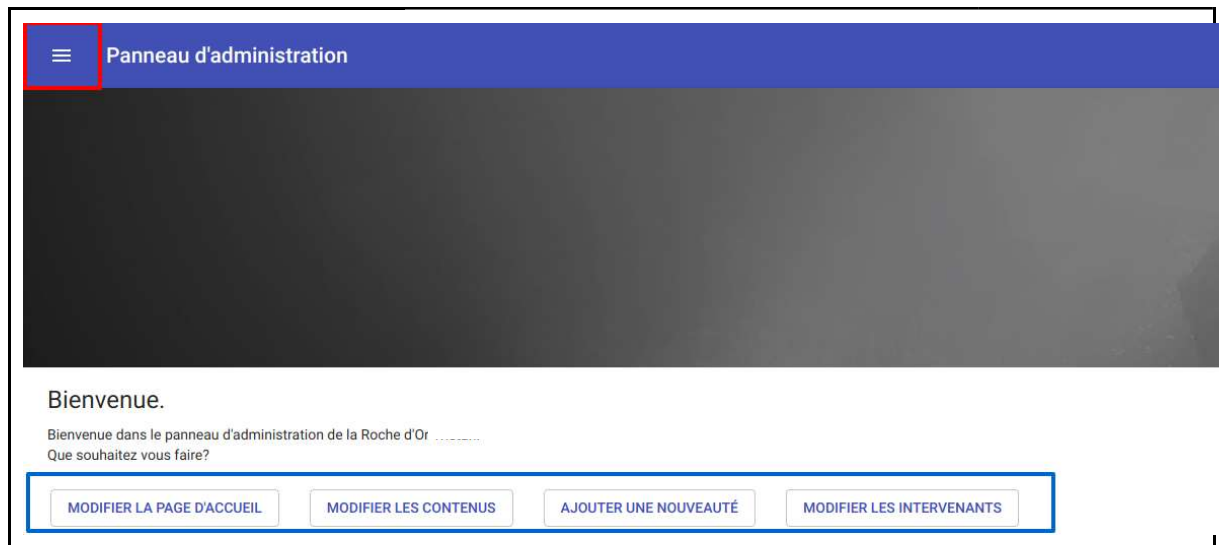 Panneau d'administration
Bienvenue.
Bienvenue dans le panneau d'administration de la Roche d'Or
Que souhaitez vous faire?
MODIFIER LA PAGE D'ACCUEIL MODIFIER LES CONTENUS AJOUTER UNE NOUVEAUTÉ MODIFIER LES INTERVENANTS